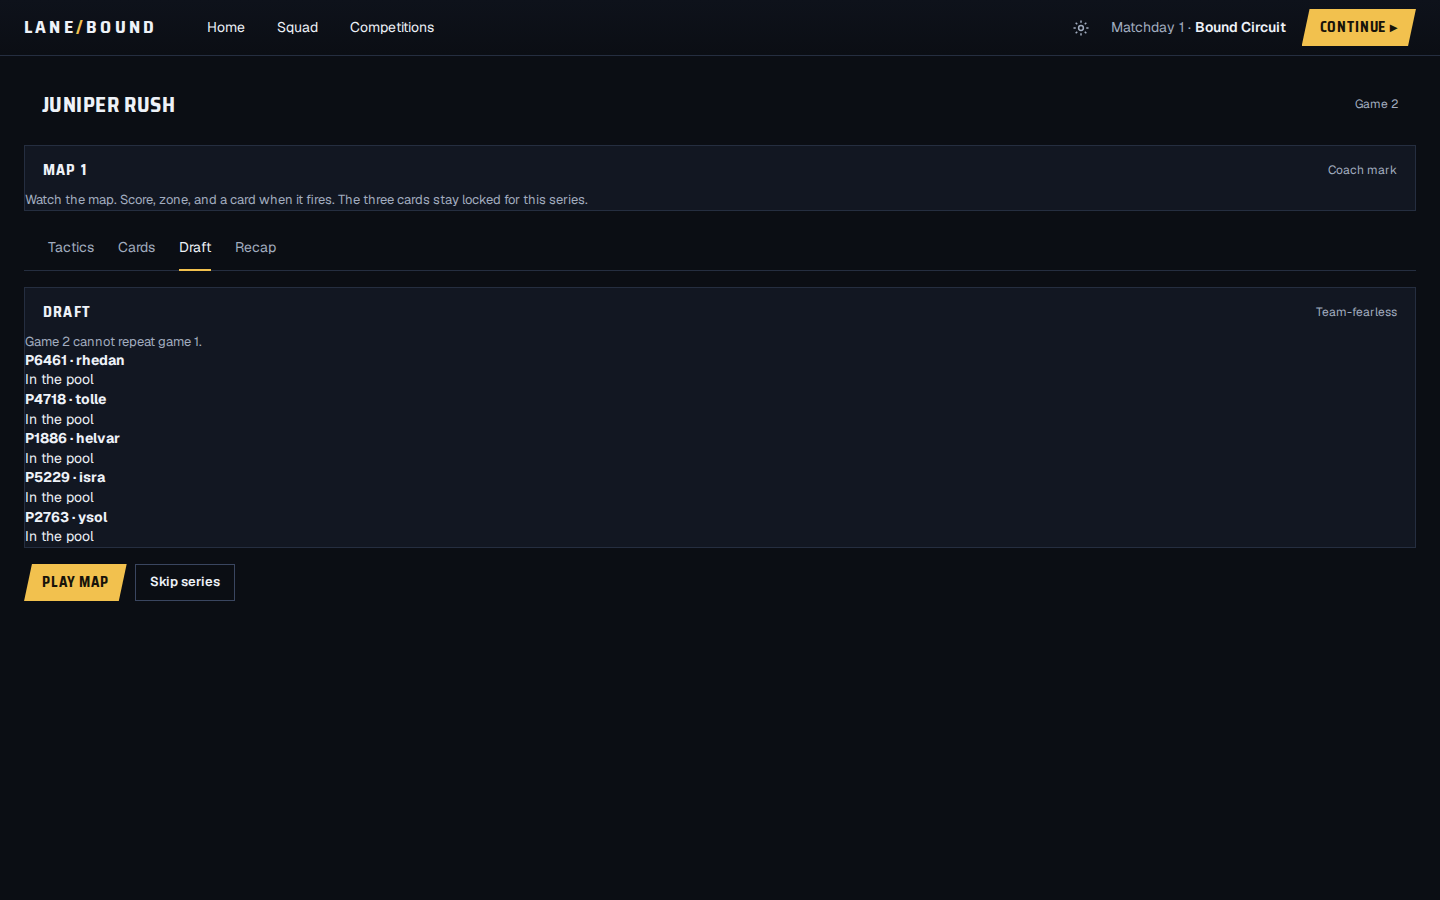 LANE/BOUND Home Squad Competitions Matchday 1 · Bound Circuit CONTINUE ▸
JUNIPER RUSH Game 2
MAP 1 Coach mark
Watch the map. Score, zone, and a card when it fires. The three cards stay locked for this series.
Tactics Cards Draft Recap
DRAFT Team-fearless
Game 2 cannot repeat game 1.
P6461 · rhedan
In the pool
P4718 · tolle
In the pool
P1886 · helvar
In the pool
P5229 · isra
In the pool
P2763 · ysol
In the pool
PLAY MAP Skip series